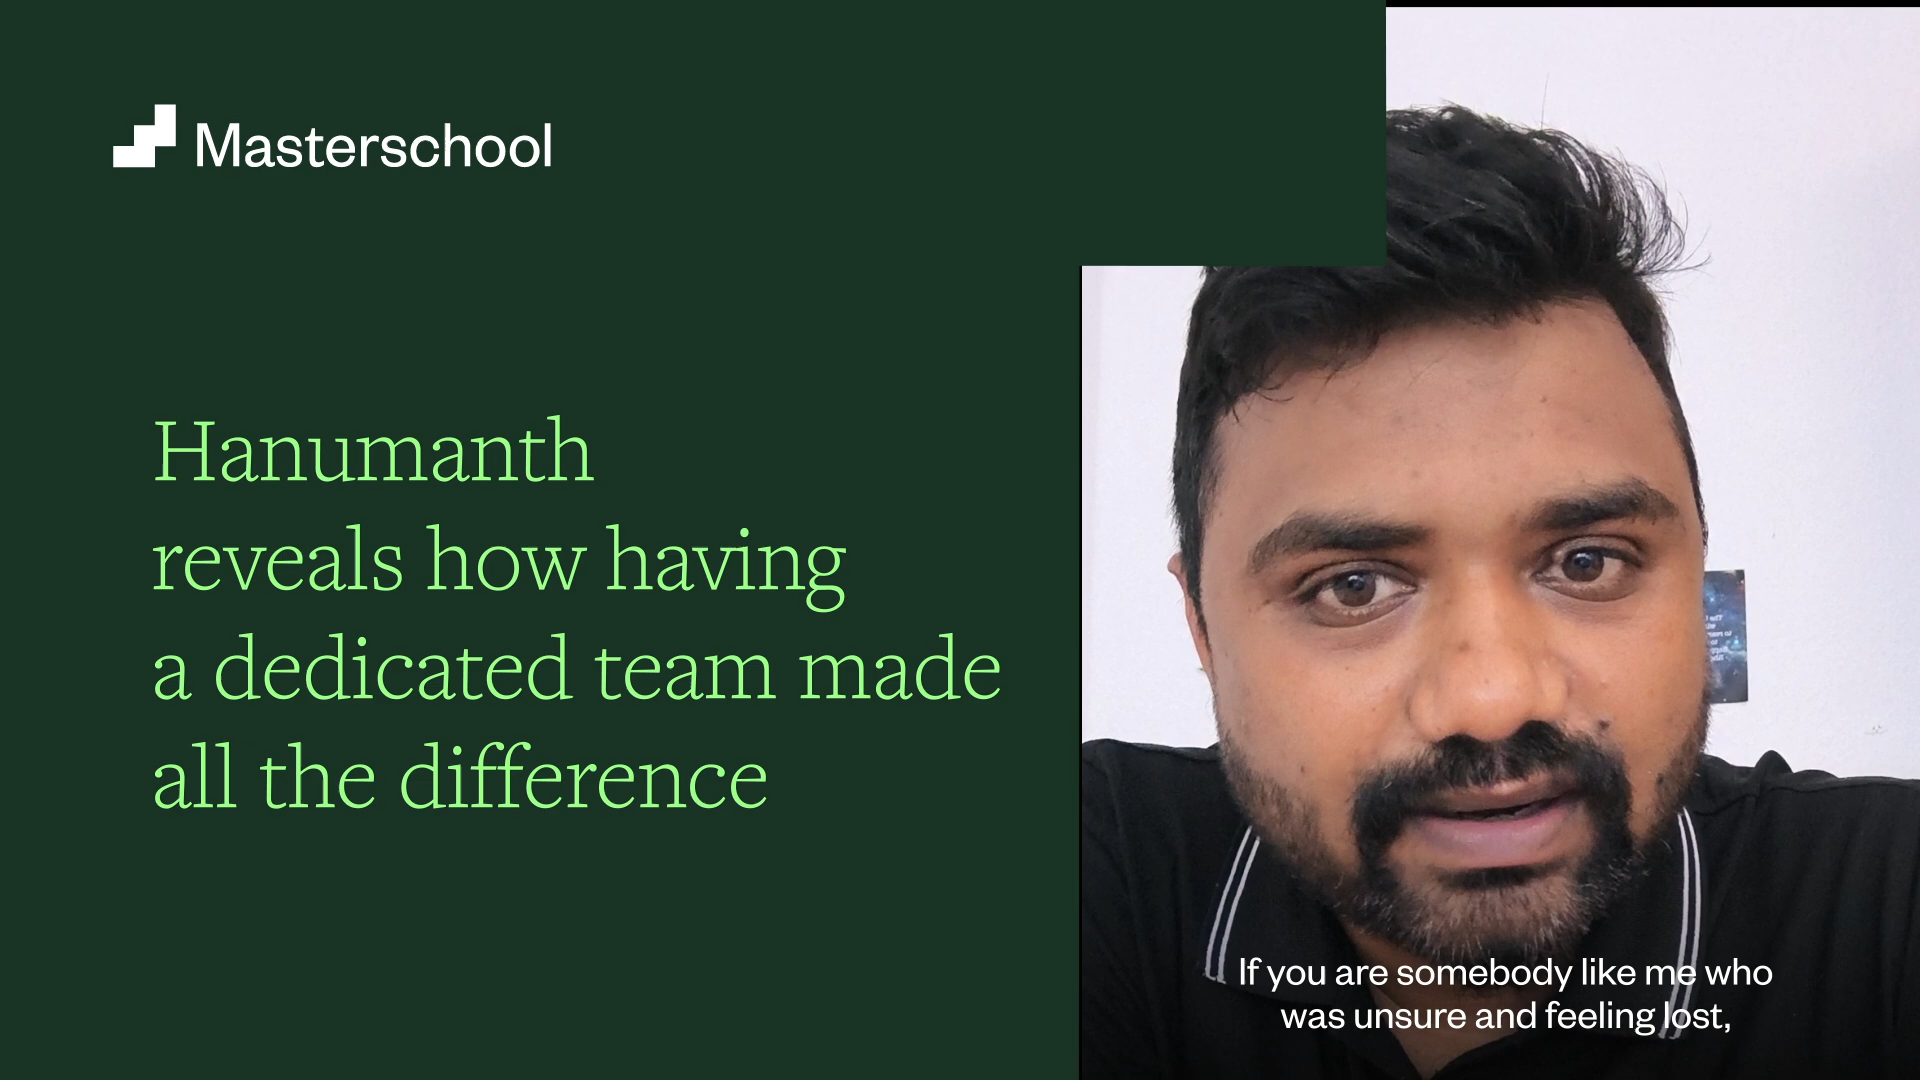 Masterschool
Hanumanth
reveals how having
a dedicated team made
all the difference
If you are somebody like me who
was unsure and feeling lost,